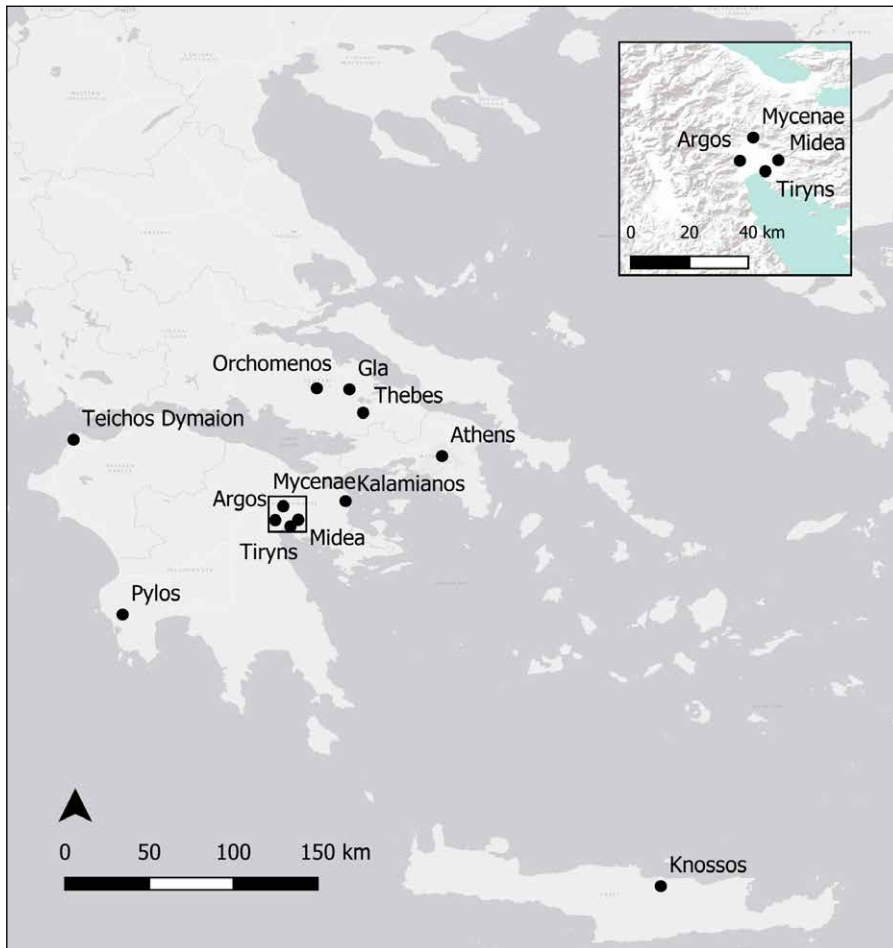 Mycenae
Argos
Midea
Tiryns
0 20 40 km
Orchomenos
Gla
Thebes
Teichos Dymaion
Athens
Mycenae
Kalamianos
Argos
Midea
Tiryns
Pylos
0 50 100 150 km
Knossos